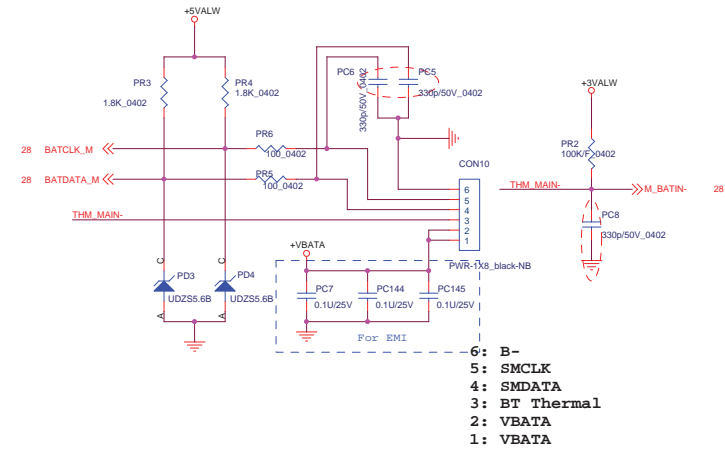 +5VALW
PR3
1.8K_0402
PR4
1.8K_0402
PC6
330p/50V_0402
PC5
330p/50V_0402
+3VALW
PR2
100K/F_0402
28 BATCLK_M
PR6
100_0402
28 BATDATA_M
PR5
100_0402
CON10
6
5
4
3
2
1
THM_MAIN-
THM_MAIN-
M_BATIN- 28
PC8
330p/50V_0402
+VBATA
PWR-1X8_black-NB
C
C
PD3
UDZS5.6B
PD4
UDZS5.6B
A
A
PC7
0.1U/25V
PC144
0.1U/25V
PC145
0.1U/25V
For EMI
6: B-
5: SMCLK
4: SMDATA
3: BT Thermal
2: VBATA
1: VBATA